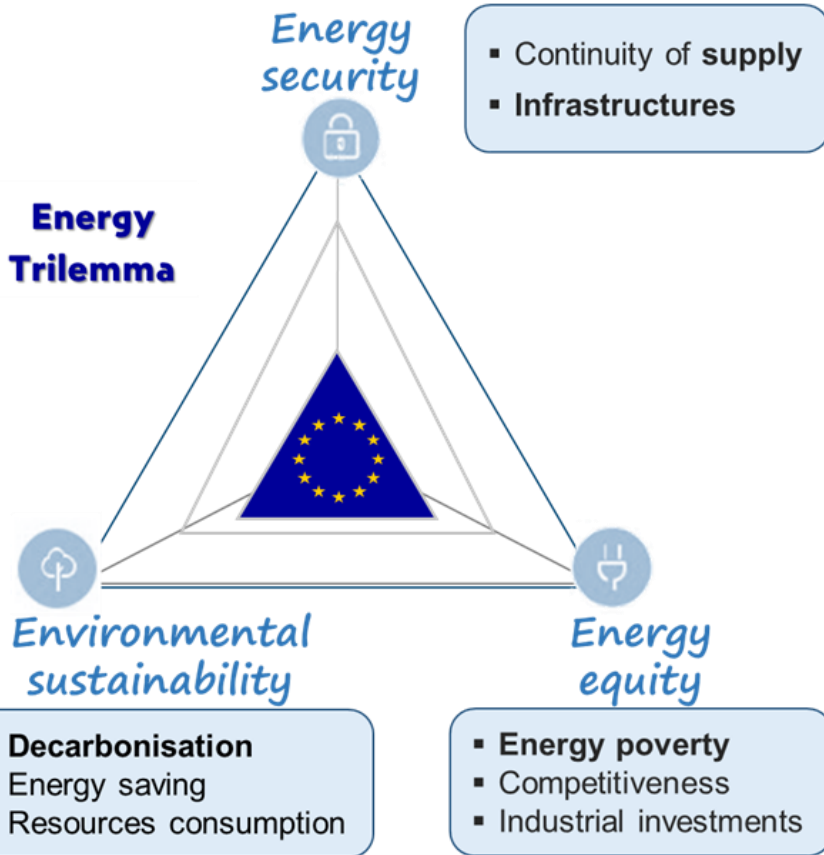 Energy
security
▪ Continuity of supply
▪ Infrastructures
Energy
Trilemma
Environmental
sustainability
Energy
equity
Decarbonisation
Energy saving
Resources consumption
▪ Energy poverty
▪ Competitiveness
▪ Industrial investments